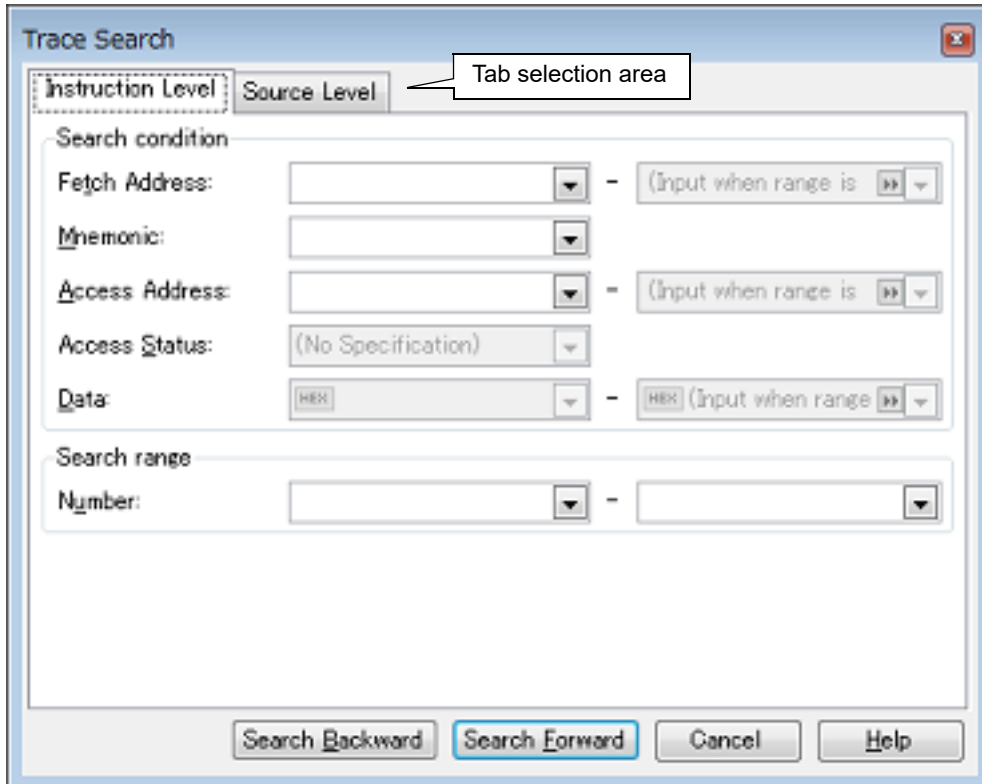 Trace Search
Tab selection area
Instruction Level Source Level
Search condition
Fetch Address: - (Input when range is
Mnemonic:
Access Address: - (Input when range is
Access Status: (No Specification)
Data: HEX - HEX (Input when range
Search range
Number: -
Search Backward Search Forward Cancel Help